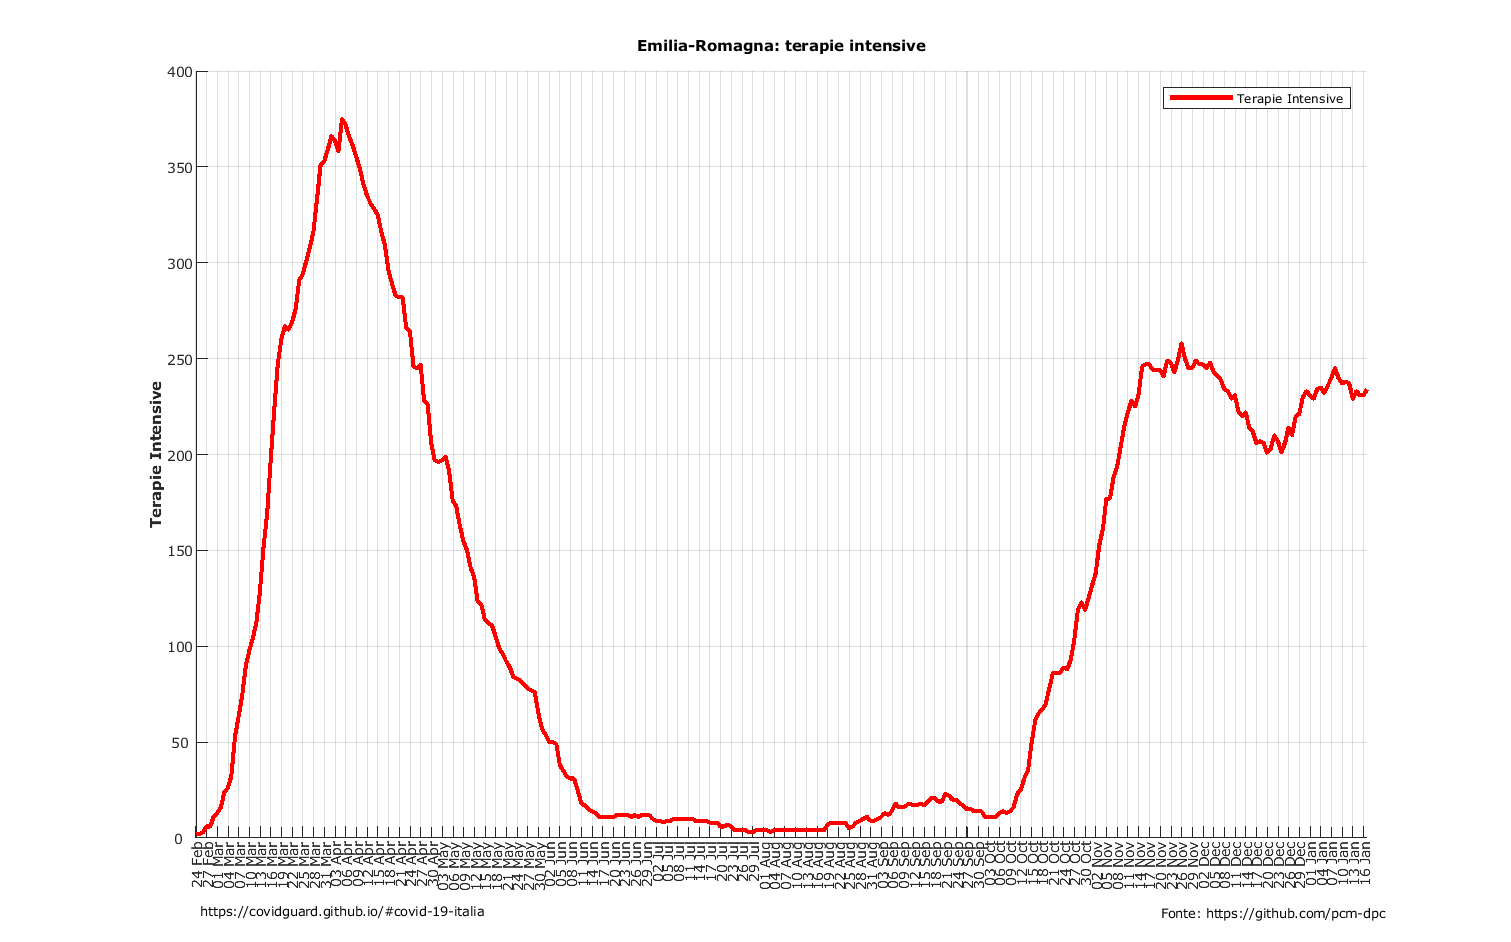 Emilia-Romagna: terapie intensive
Terapie Intensive
400
350
300
250
200
150
100
50
0
Terapie Intensive
24 Feb
27 Feb
01 Mar
04 Mar
07 Mar
10 Mar
13 Mar
16 Mar
19 Mar
22 Mar
25 Mar
28 Mar
31 Mar
03 Apr
06 Apr
09 Apr
12 Apr
15 Apr
18 Apr
21 Apr
24 Apr
27 Apr
30 Apr
03 May
06 May
09 May
12 May
15 May
18 May
21 May
24 May
27 May
30 May
02 Jun
05 Jun
08 Jun
11 Jun
14 Jun
17 Jun
20 Jun
23 Jun
26 Jun
29 Jun
02 Jul
05 Jul
08 Jul
11 Jul
14 Jul
17 Jul
20 Jul
23 Jul
26 Jul
29 Jul
01 Aug
04 Aug
07 Aug
10 Aug
13 Aug
16 Aug
19 Aug
22 Aug
25 Aug
28 Aug
31 Aug
03 Sep
06 Sep
09 Sep
12 Sep
15 Sep
18 Sep
21 Sep
24 Sep
27 Sep
30 Sep
03 Oct
06 Oct
09 Oct
12 Oct
15 Oct
18 Oct
21 Oct
24 Oct
27 Oct
30 Oct
02 Nov
05 Nov
08 Nov
11 Nov
14 Nov
17 Nov
20 Nov
23 Nov
26 Nov
29 Nov
02 Dec
05 Dec
08 Dec
11 Dec
14 Dec
17 Dec
20 Dec
23 Dec
26 Dec
29 Dec
01 Jan
04 Jan
07 Jan
10 Jan
13 Jan
16 Jan
https://covidguard.github.io/#covid-19-italia
Fonte: https://github.com/pcm-dpc